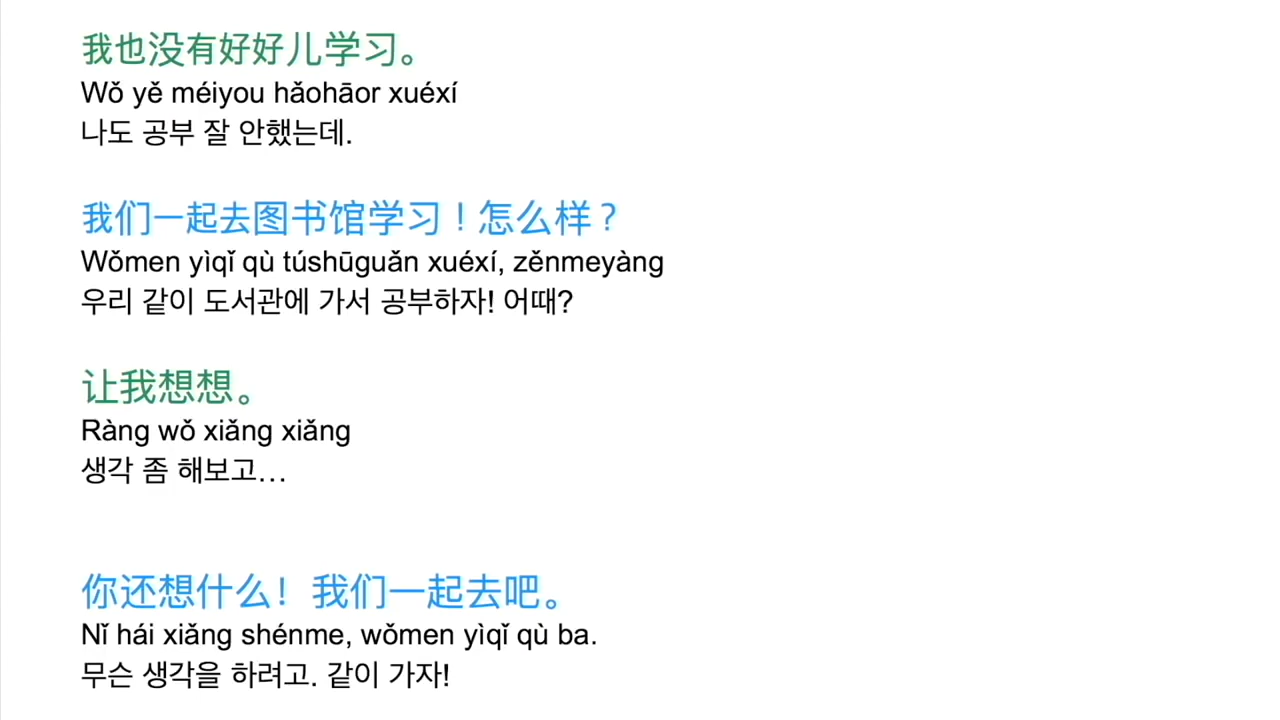 我也没有好好儿学习。
Wǒ yě méiyou hǎohāor xuéxí
나도 공부 잘 안했는데.
我们一起去图书馆学习！怎么样？
Wǒmen yìqǐ qù túshūguǎn xuéxí, zěnmeyàng
우리 같이 도서관에 가서 공부하자! 어때?
让我想想。
Ràng wǒ xiǎng xiǎng
생각 좀 해보고…
你还想什么！我们一起去吧。
Nǐ hái xiǎng shénme, wǒmen yìqǐ qù ba.
무슨 생각을 하려고. 같이 가자!